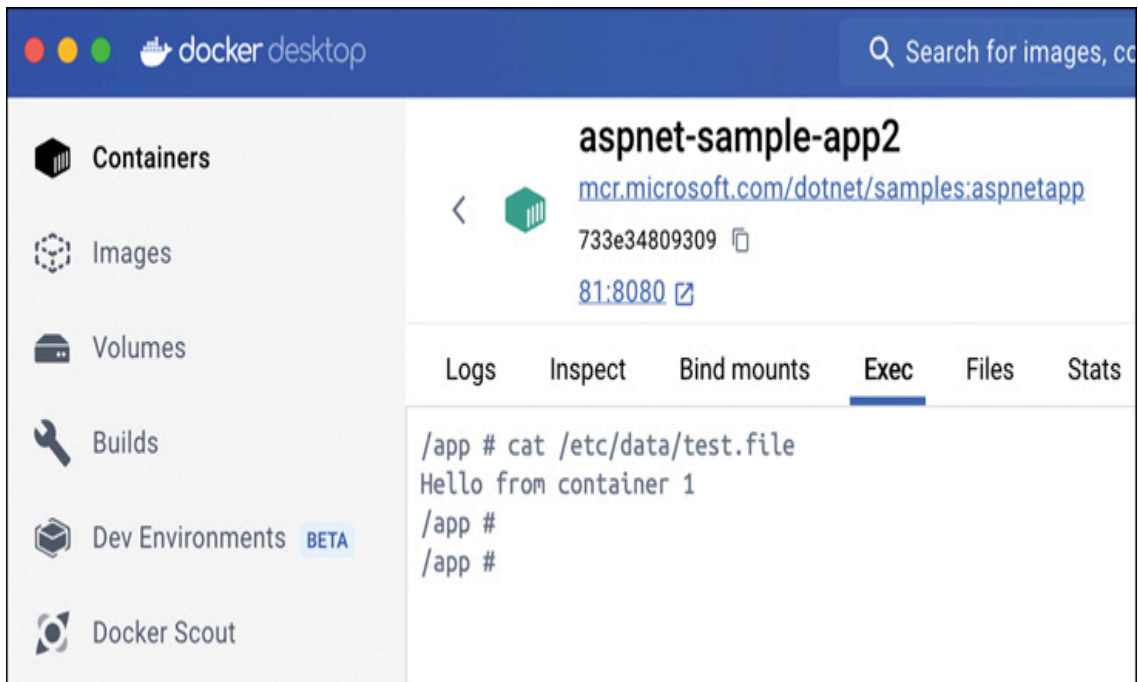 docker desktop
Search for images, co
Containers
Images
Volumes
Builds
Dev Environments BETA
Docker Scout
aspnet-sample-app2
mcr.microsoft.com/dotnet/samples:aspnetapp
733e34809309
81:8080
Logs Inspect Bind mounts Exec Files Stats
/app # cat /etc/data/test.file
Hello from container 1
/app #
/app #